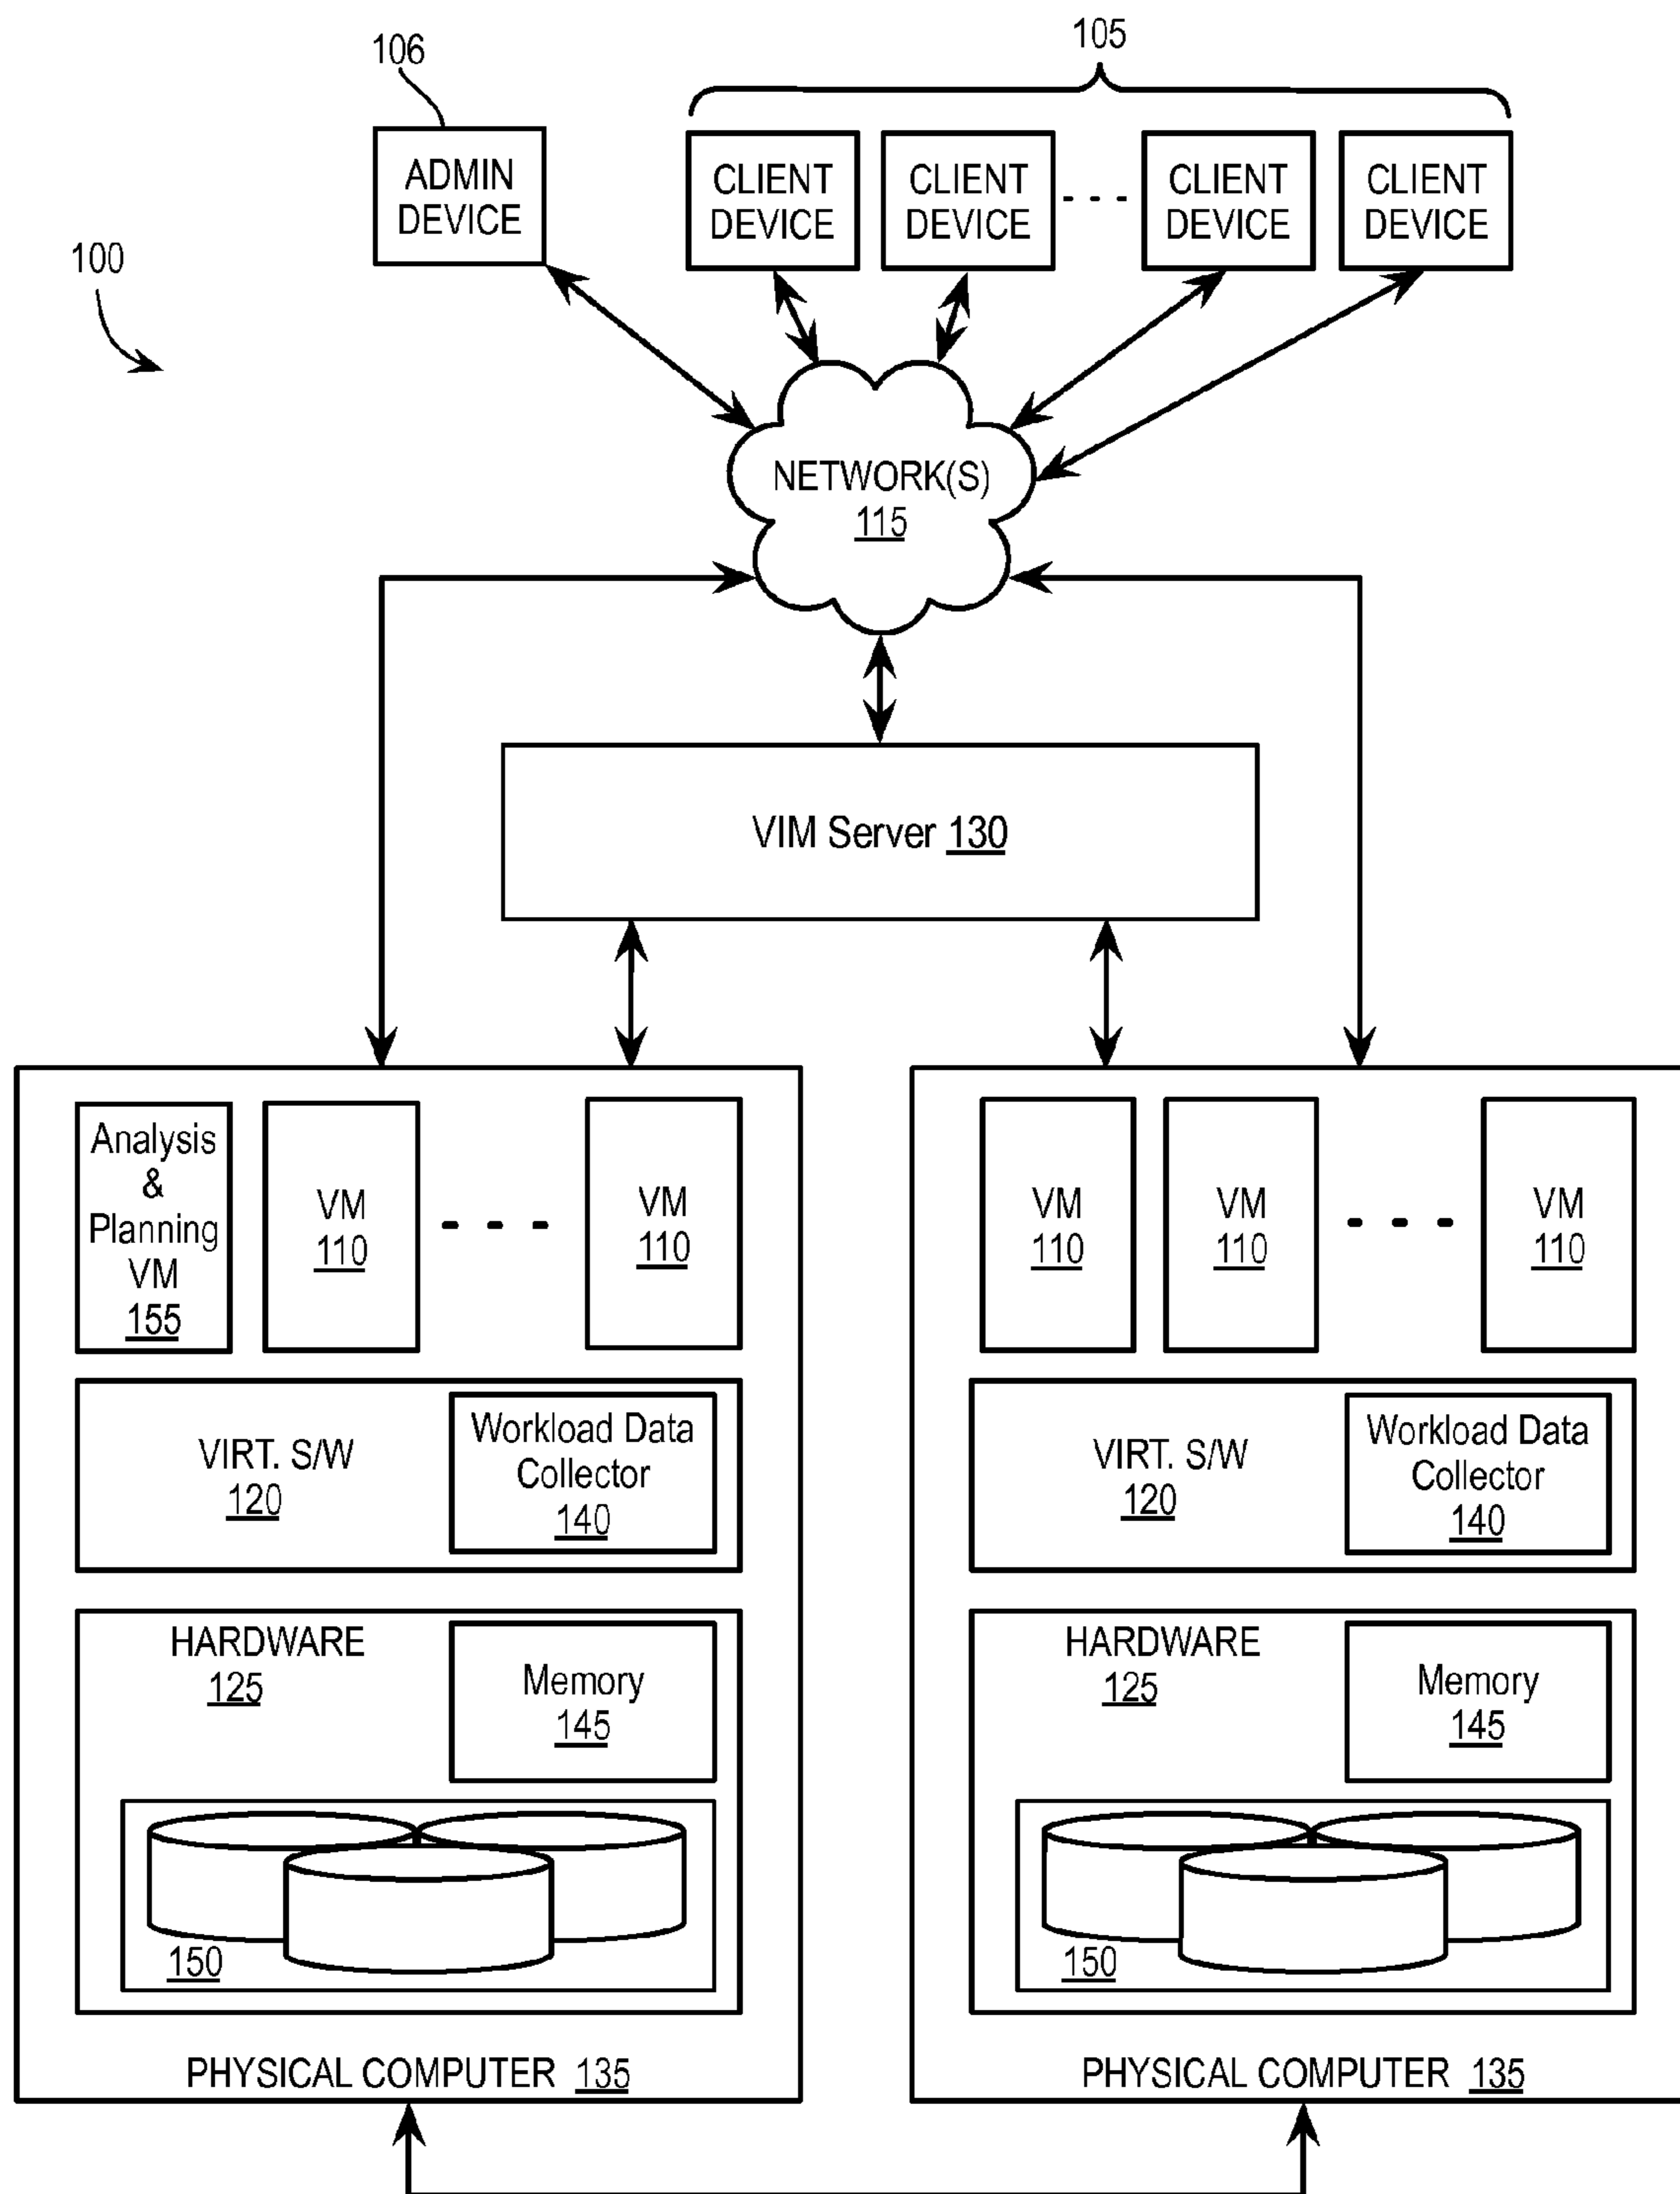 106
105
ADMIN
DEVICE
CLIENT
DEVICE
CLIENT
DEVICE
CLIENT
DEVICE
CLIENT
DEVICE
100
NETWORK(S)
115
VIM Server 130
Analysis
&
Planning
VM
155
VM
110
VM
110
VIRT. S/W
120
Workload Data
Collector
140
HARDWARE
125
Memory
145
150
PHYSICAL COMPUTER 135
VM
110
VM
110
VM
110
VIRT. S/W
120
Workload Data
Collector
140
HARDWARE
125
Memory
145
150
PHYSICAL COMPUTER 135